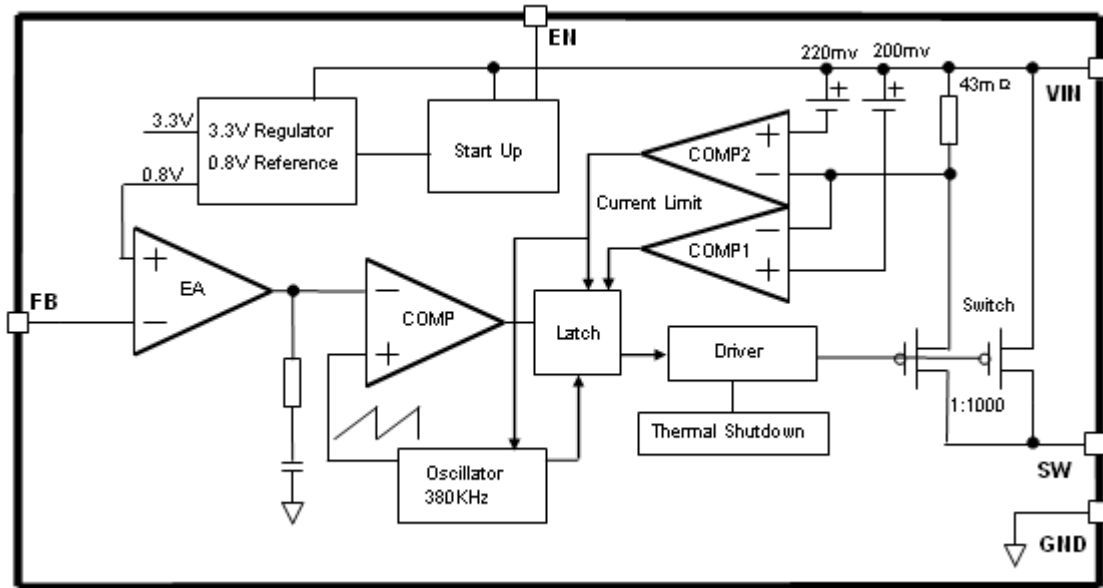 EN
220mv 200mv
43mΩ
VIN
3.3V
3.3V Regulator
0.8V Reference
Start Up
0.8V
+
+
+
COMP2
−
Current Limit
−
COMP1
+
+
EA
−
FB
−
COMP
+
Latch
Switch
Driver
1:1000
Thermal Shutdown
Oscillator
380KHz
SW
GND